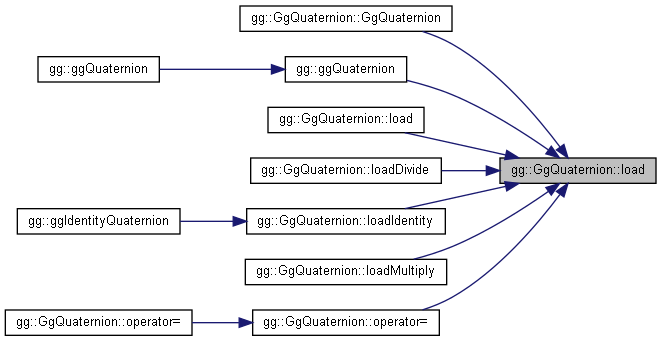 gg::GgQuaternion::GgQuaternion
gg::ggQuaternion
gg::ggQuaternion
gg::GgQuaternion::load
gg::GgQuaternion::loadDivide
gg::GgQuaternion::load
gg::ggIdentityQuaternion
gg::GgQuaternion::loadIdentity
gg::GgQuaternion::loadMultiply
gg::GgQuaternion::operator=
gg::GgQuaternion::operator=